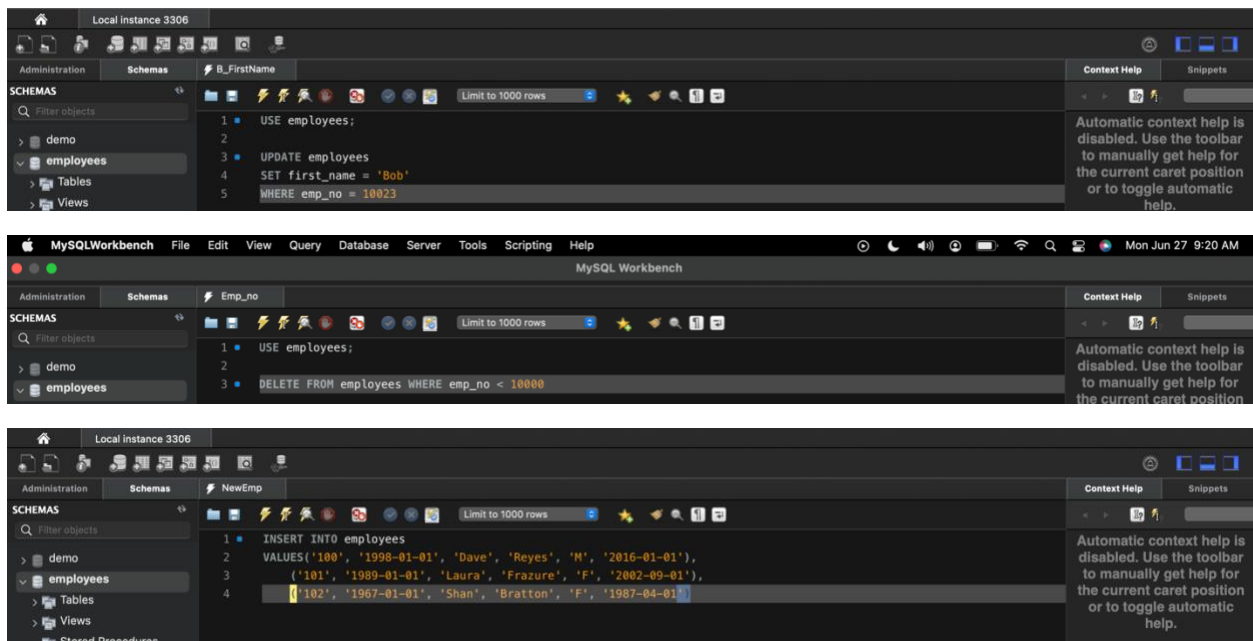 Local instance 3306
Administration Schemas B_FirstName Context Help Snippets
SCHEMAS Limit to 1000 rows
Filter objects
demo
employees
Tables
Views
1 USE employees;
2
3 UPDATE employees
4 SET first_name = 'Bob'
5 WHERE emp_no = 10023
Automatic context help is
disabled. Use the toolbar
to manually get help for
the current caret position
or to toggle automatic
help.
MySQLWorkbench File Edit View Query Database Server Tools Scripting Help Mon Jun 27 9:20 AM
MySQL Workbench
Administration Schemas Emp_no Context Help Snippets
SCHEMAS Limit to 1000 rows
Filter objects
demo
employees
1 USE employees;
2
3 DELETE FROM employees WHERE emp_no < 10000
Automatic context help is
disabled. Use the toolbar
to manually get help for
the current caret position
Local instance 3306
Administration Schemas NewEmp Context Help Snippets
SCHEMAS Limit to 1000 rows
Filter objects
demo
employees
Tables
Views
Stored Procedures
1 INSERT INTO employees
2 VALUES('100', '1998-01-01', 'Dave', 'Reyes', 'M', '2016-01-01'),
3 ('101', '1989-01-01', 'Laura', 'Frazure', 'F', '2002-09-01'),
4 ('102', '1967-01-01', 'Shan', 'Bratton', 'F', '1987-04-01')
Automatic context help is
disabled. Use the toolbar
to manually get help for
the current caret position
or to toggle automatic
help.